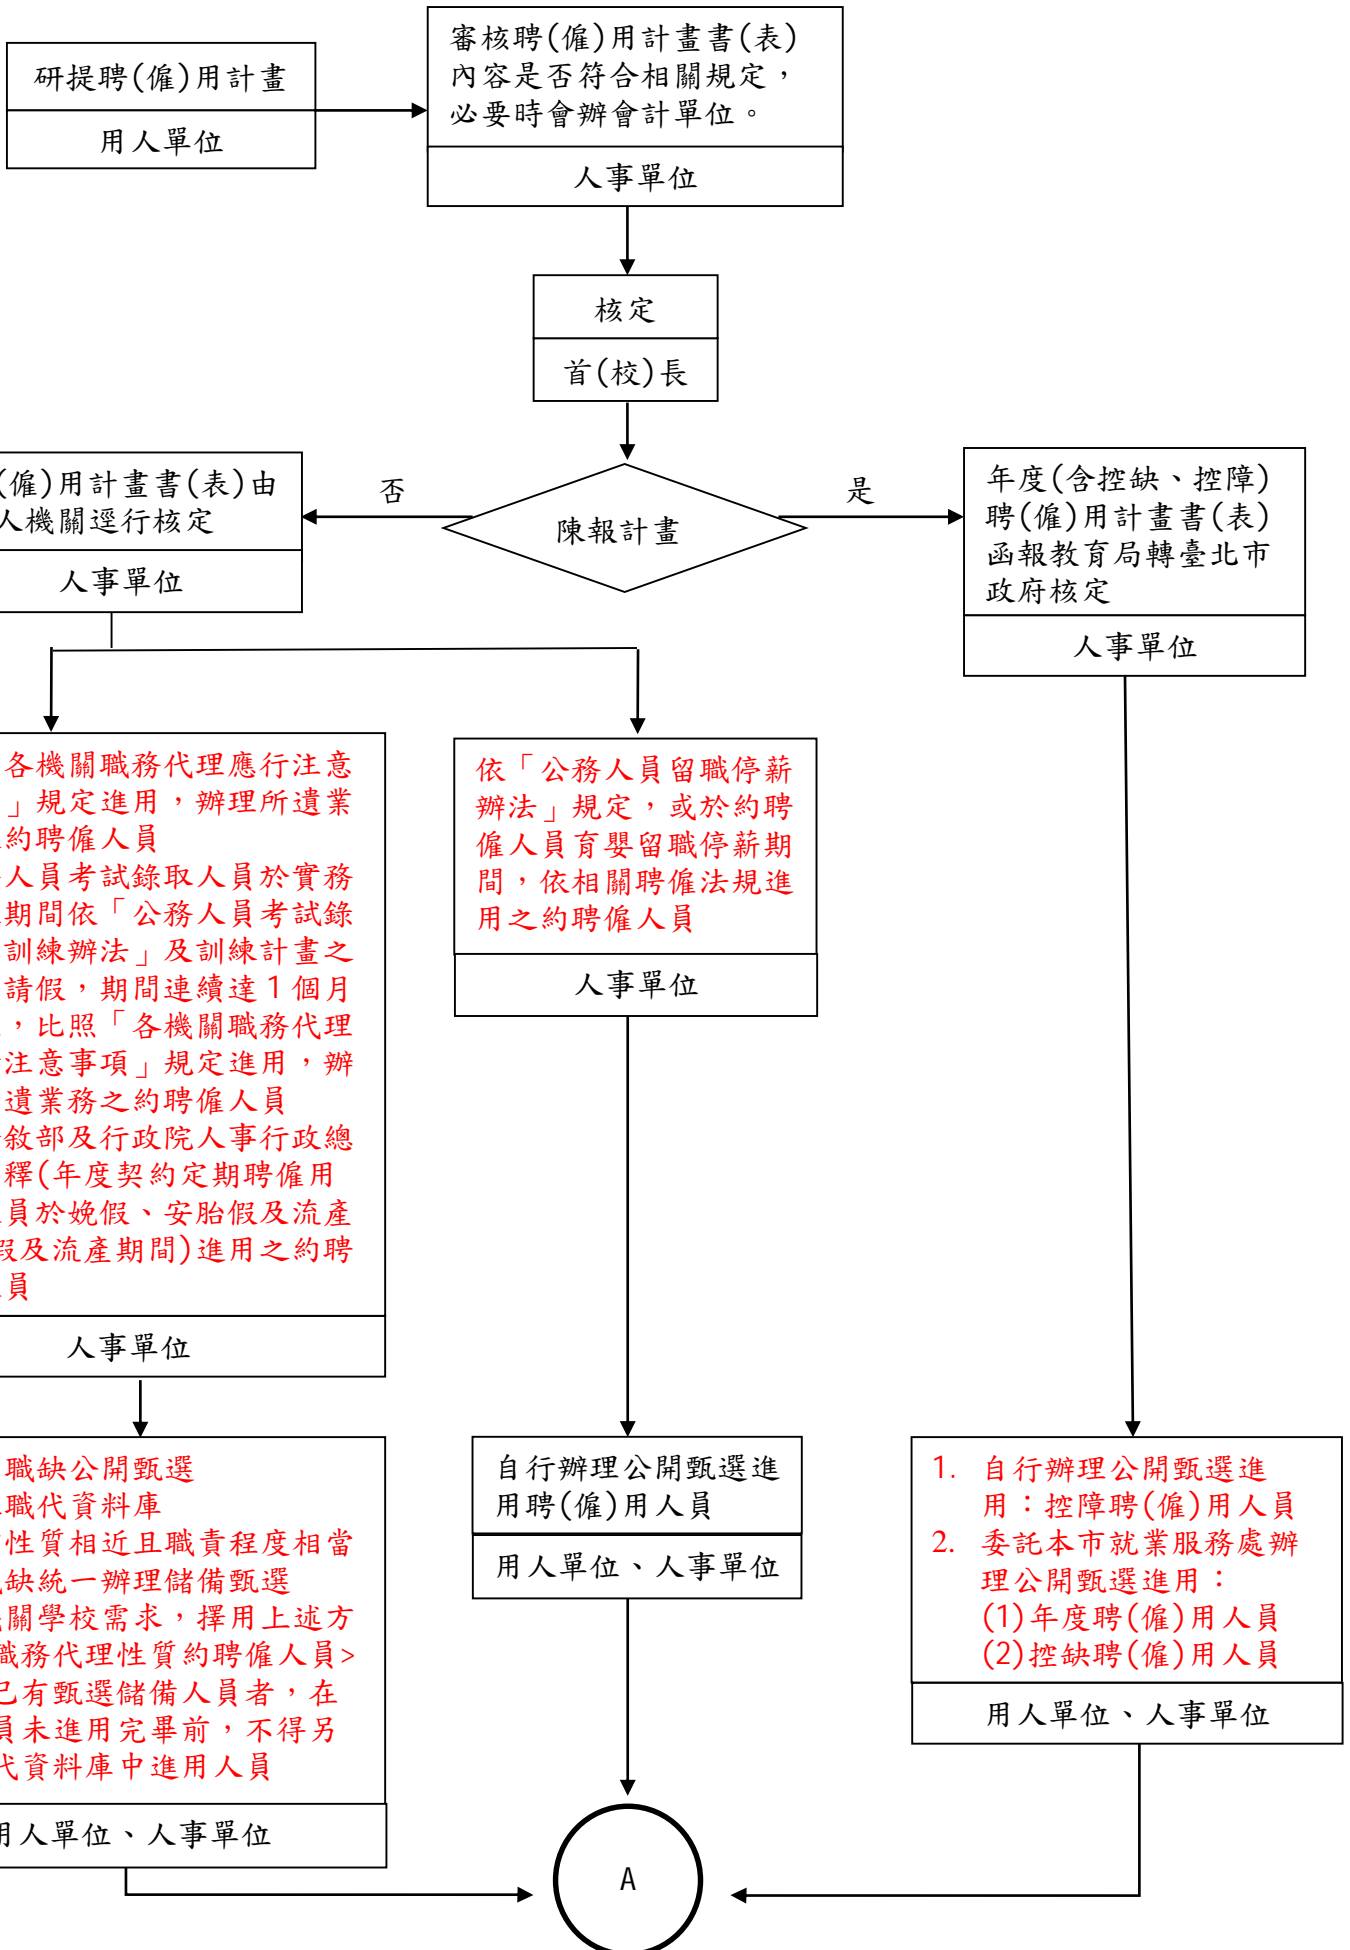 研提聘(僱)用計畫
用人單位
審核聘(僱)用計畫書(表)
內容是否符合相關規定，
必要時會辦會計單位。
人事單位
核定
首(校)長
陳報計畫
否
是
(僱)用計畫書(表)由
人機關逕行核定
人事單位
年度(含控缺、控障)
聘(僱)用計畫書(表)
函報教育局轉臺北市
政府核定
人事單位
各機關職務代理應行注意
」規定進用，辦理所遺業
約聘僱人員
人員考試錄取人員於實務
期間依「公務人員考試錄
訓練辦法」及訓練計畫之
請假，期間連續達1個月
，比照「各機關職務代理
注意事項」規定進用，辦
遺業務之約聘僱人員
敘部及行政院人事行政總
釋(年度契約定期聘僱用
員於娩假、安胎假及流產
假及流產期間)進用之約聘
員
人事單位
依「公務人員留職停薪
辦法」規定，或於約聘
僱人員育嬰留職停薪期
間，依相關聘僱法規進
用之約聘僱人員
人事單位
職缺公開甄選
職代資料庫
性質相近且職責程度相當
缺統一辦理儲備甄選
關學校需求，擇用上述方
職務代理性質約聘僱人員>
已有甄選儲備人員者，在
員未進用完畢前，不得另
代資料庫中進用人員
用人單位、人事單位
自行辦理公開甄選進
用聘(僱)用人員
用人單位、人事單位
1. 自行辦理公開甄選進
用：控障聘(僱)用人員
2. 委託本市就業服務處辦
理公開甄選進用：
(1)年度聘(僱)用人員
(2)控缺聘(僱)用人員
用人單位、人事單位
A